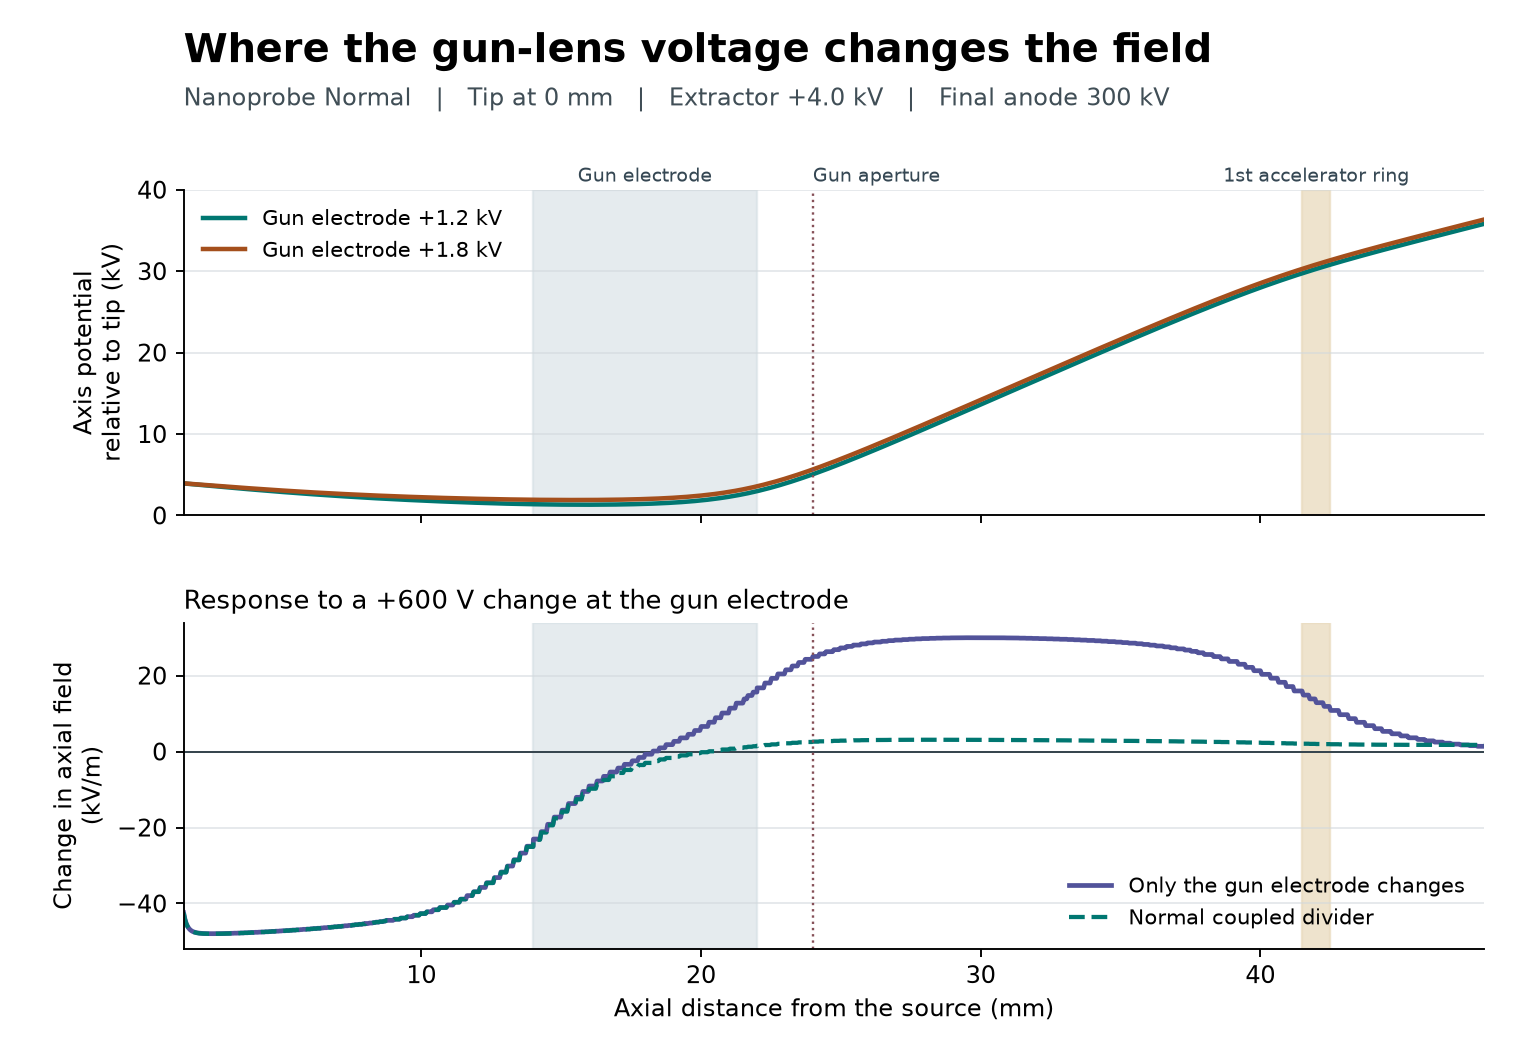 Where the gun-lens voltage changes the field
Nanoprobe Normal | Tip at 0 mm | Extractor +4.0 kV | Final anode 300 kV
Gun electrode
Gun aperture
1st accelerator ring
Gun electrode +1.2 kV
Gun electrode +1.8 kV
Axis potential
relative to tip (kV)
40
30
20
10
0
Response to a +600 V change at the gun electrode
Change in axial field
(kV/m)
20
0
−20
−40
Only the gun electrode changes
Normal coupled divider
10
20
30
40
Axial distance from the source (mm)